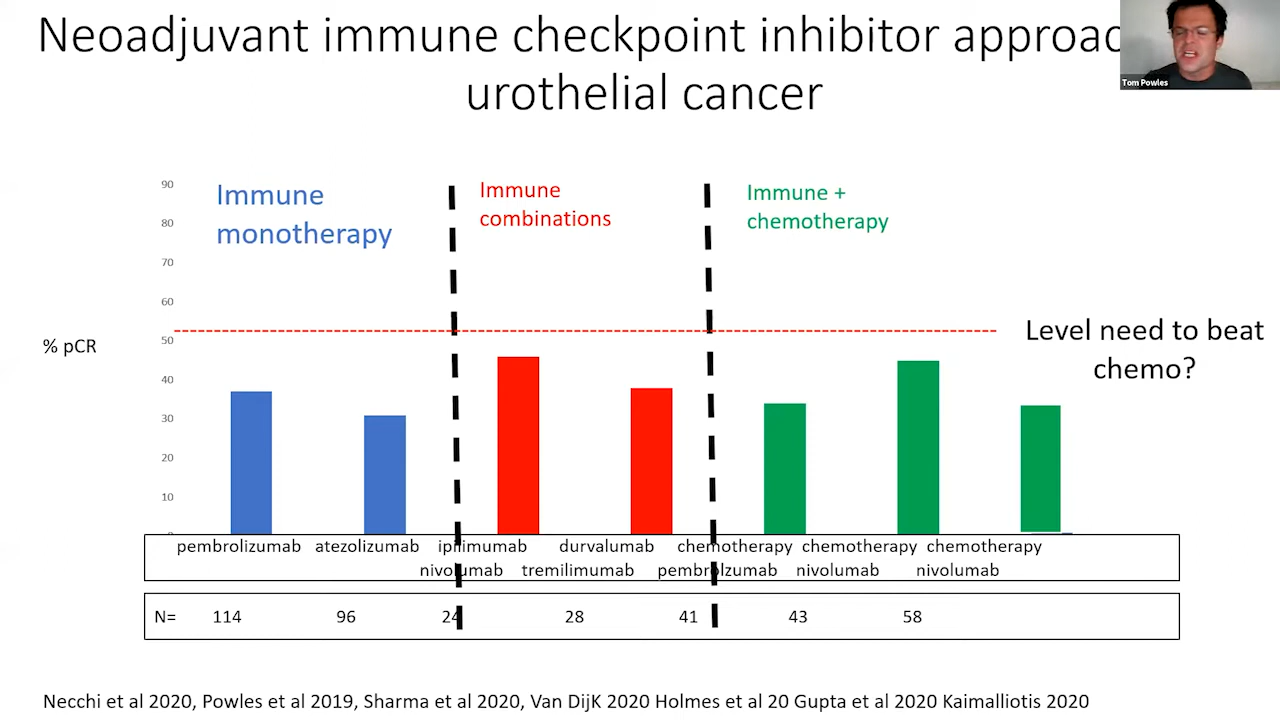 Neoadjuvant immune checkpoint inhibitor approac
urothelial cancer
Tom Powles
Immune
monotherapy
Immune
combinations
Immune +
chemotherapy
90
80
70
60
50
40
30
20
10
% pCR
Level need to beat
chemo?
pembrolizumab atezolizumab ipilimumab durvalumab chemotherapy chemotherapy chemotherapy
nivolumab tremilimumab pembrolzumab nivolumab nivolumab
N= 114 96 24 28 41 43 58
Necchi et al 2020, Powles et al 2019, Sharma et al 2020, Van DijK 2020 Holmes et al 20 Gupta et al 2020 Kaimalliotis 2020